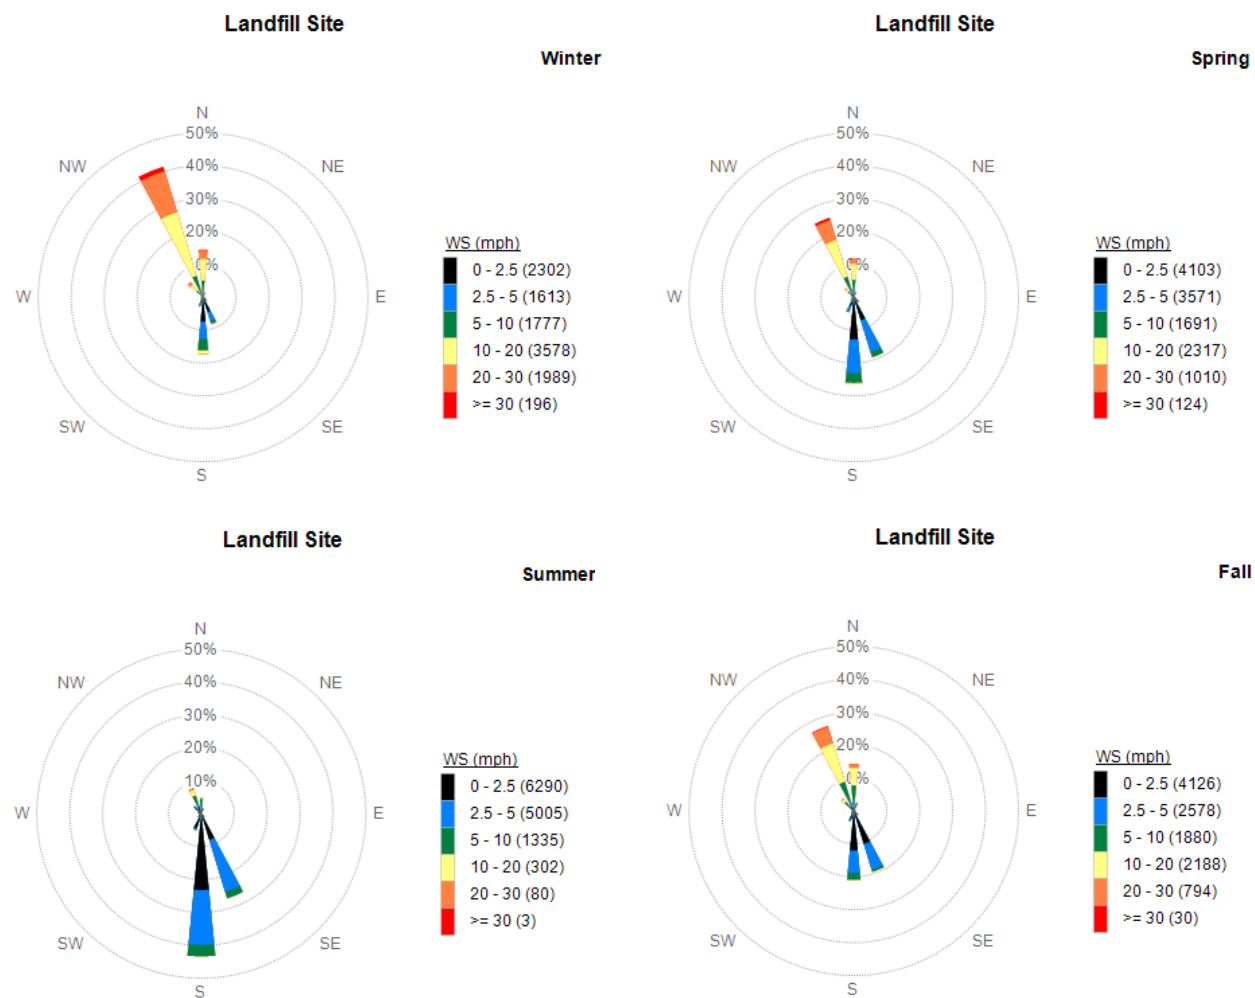 Landfill Site
Winter
N
50%
40%
30%
20%
0%
NW
NE
W
E
SW
SE
S
WS (mph)
0 - 2.5 (2302)
2.5 - 5 (1613)
5 - 10 (1777)
10 - 20 (3578)
20 - 30 (1989)
>= 30 (196)
Landfill Site
Spring
N
50%
40%
30%
20%
0%
NW
NE
W
E
SW
SE
S
WS (mph)
0 - 2.5 (4103)
2.5 - 5 (3571)
5 - 10 (1691)
10 - 20 (2317)
20 - 30 (1010)
>= 30 (124)
Landfill Site
Summer
N
50%
40%
30%
20%
10%
NW
NE
W
E
SW
SE
S
WS (mph)
0 - 2.5 (6290)
2.5 - 5 (5005)
5 - 10 (1335)
10 - 20 (302)
20 - 30 (80)
>= 30 (3)
Landfill Site
Fall
N
50%
40%
30%
20%
0%
NW
NE
W
E
SW
SE
S
WS (mph)
0 - 2.5 (4126)
2.5 - 5 (2578)
5 - 10 (1880)
10 - 20 (2188)
20 - 30 (794)
>= 30 (30)